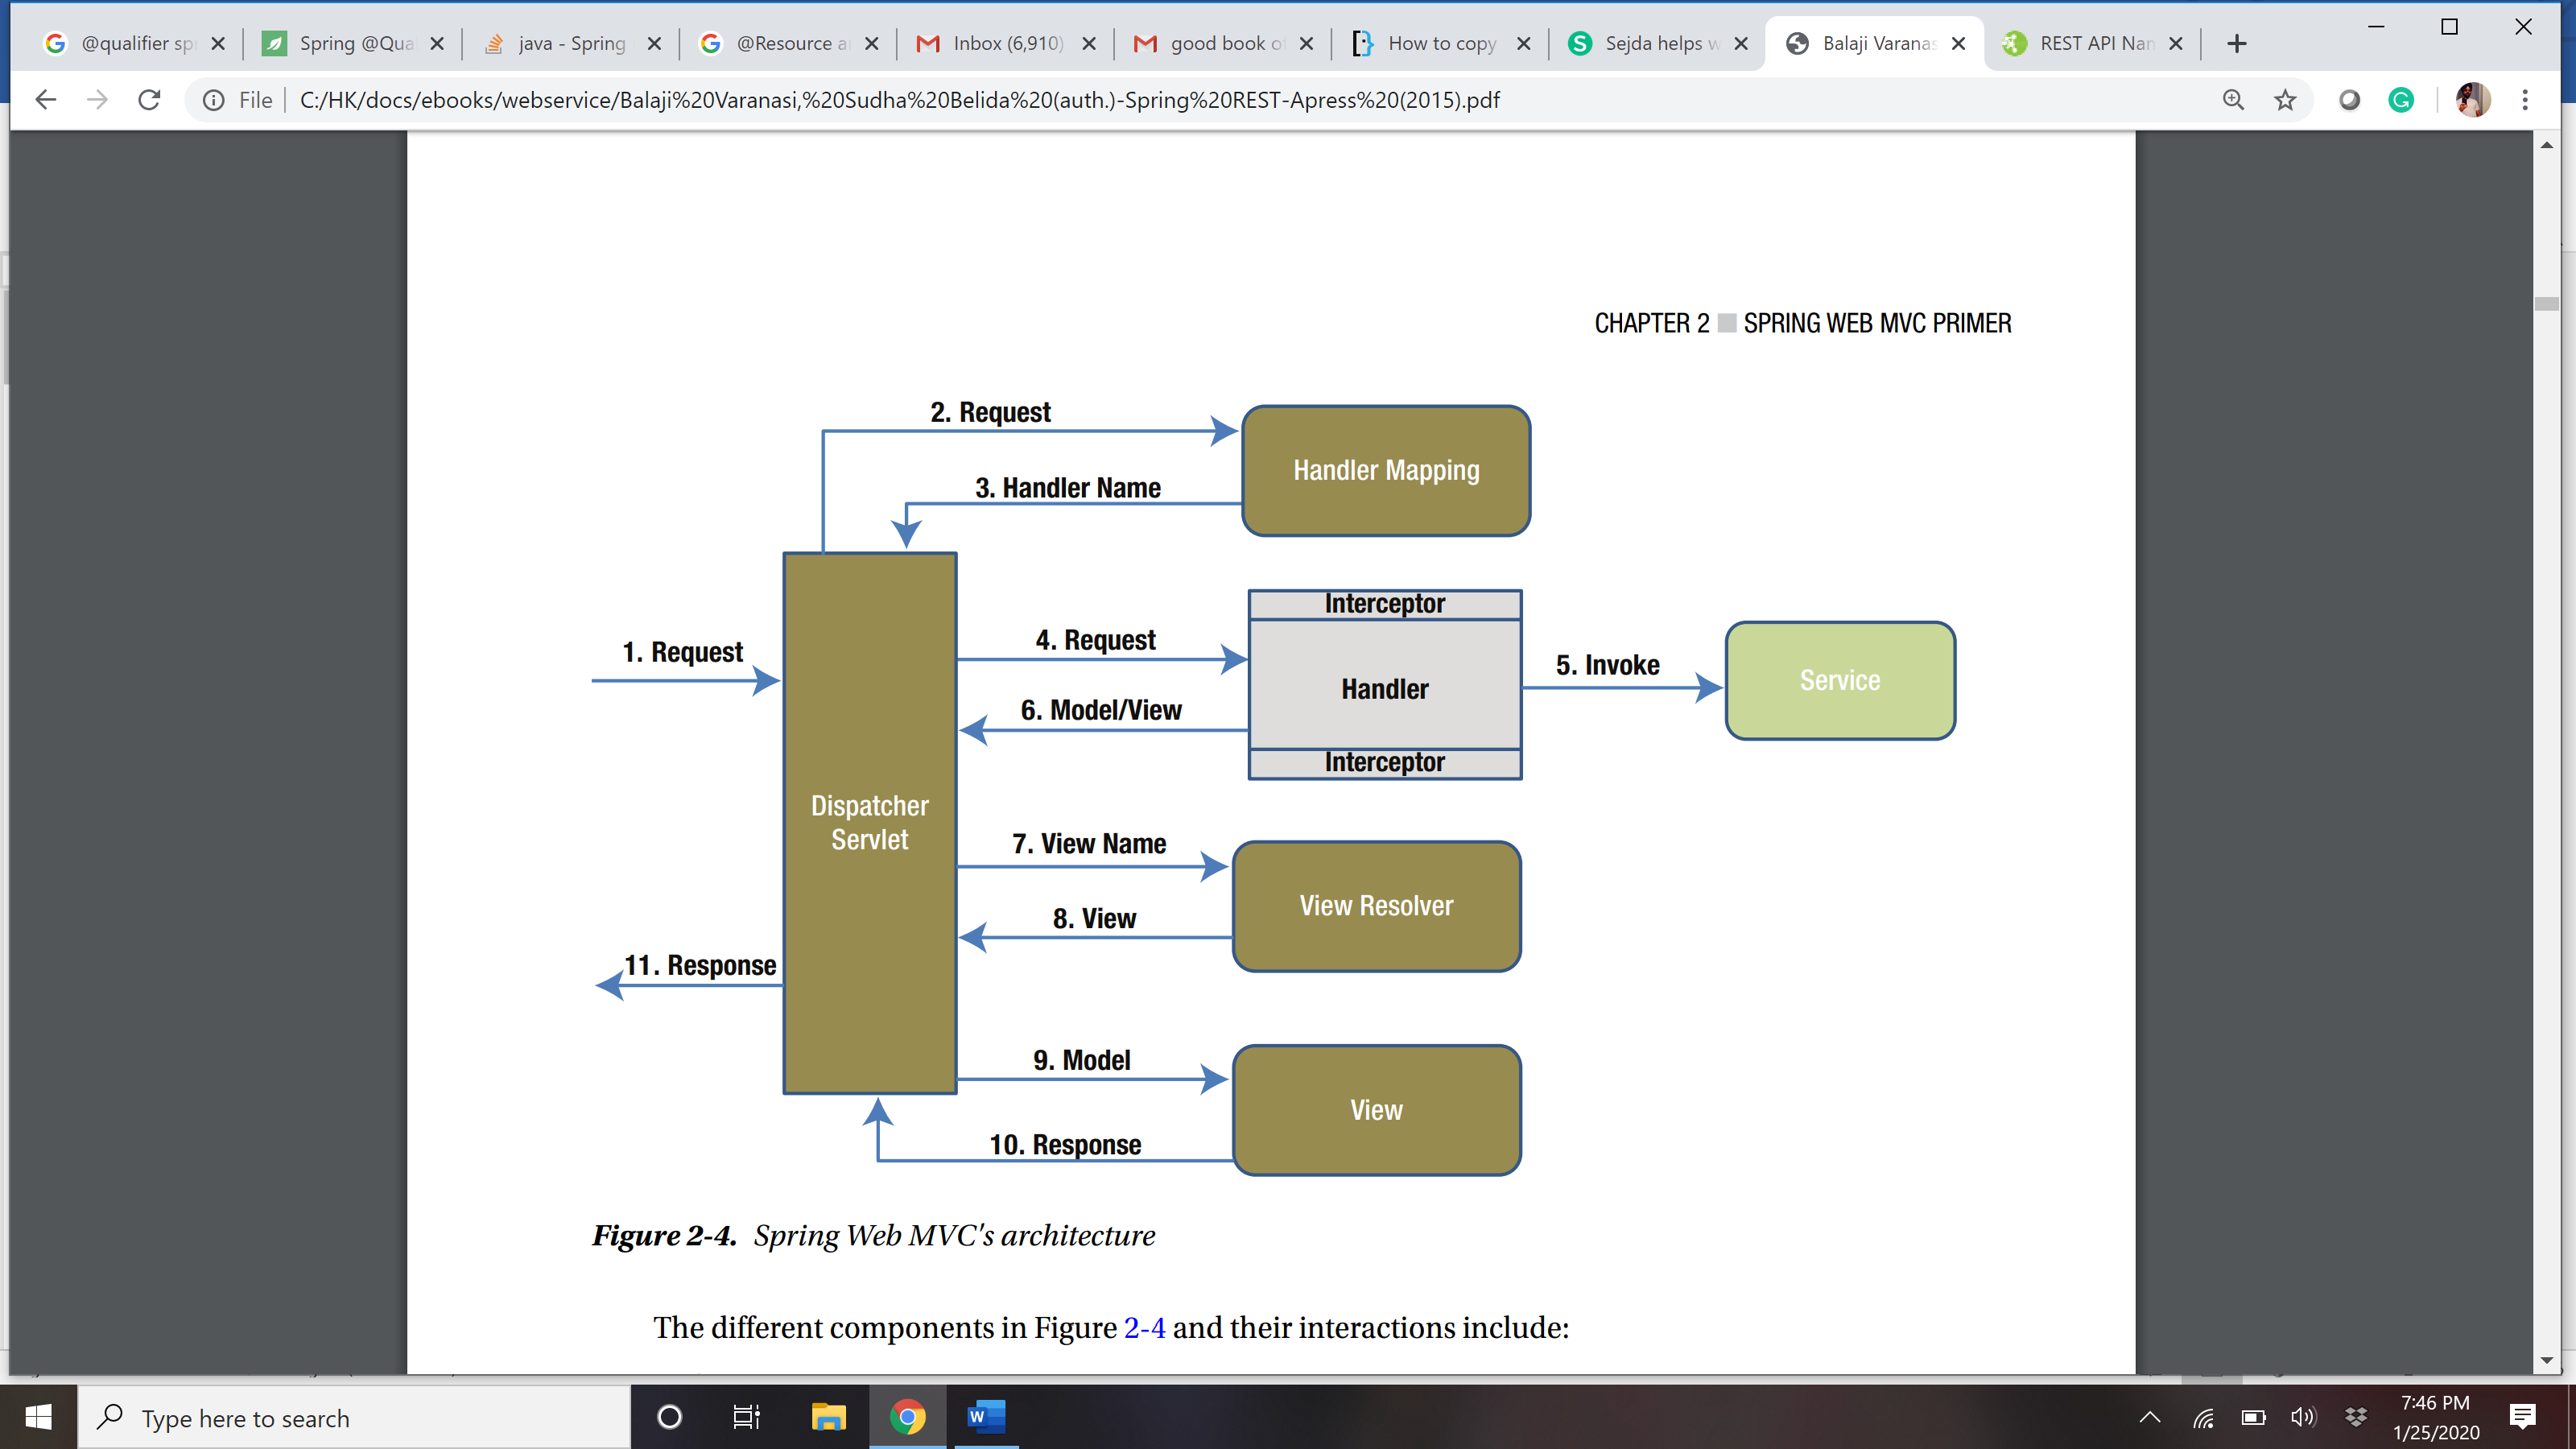 @qualifier sp
Spring @Qua
java - Spring
@Resource a
Inbox (6,910)
good book o
How to copy
Sejda helps w
Balaji Varanas
REST API Nan
File
C:/HK/docs/ebooks/webservice/Balaji%20Varanasi,%20Sudha%20Belida%20(auth.)-Spring%20REST-Apress%20(2015).pdf
CHAPTER 2 ■ SPRING WEB MVC PRIMER
2. Request
Handler Mapping
3. Handler Name
Interceptor
4. Request
1. Request
5. Invoke
Service
Handler
6. Model/View
Interceptor
Dispatcher
Servlet
7. View Name
View Resolver
8. View
11. Response
9. Model
View
10. Response
Figure 2-4. Spring Web MVC's architecture
The different components in Figure 2-4 and their interactions include:
Type here to search
7:46 PM
1/25/2020